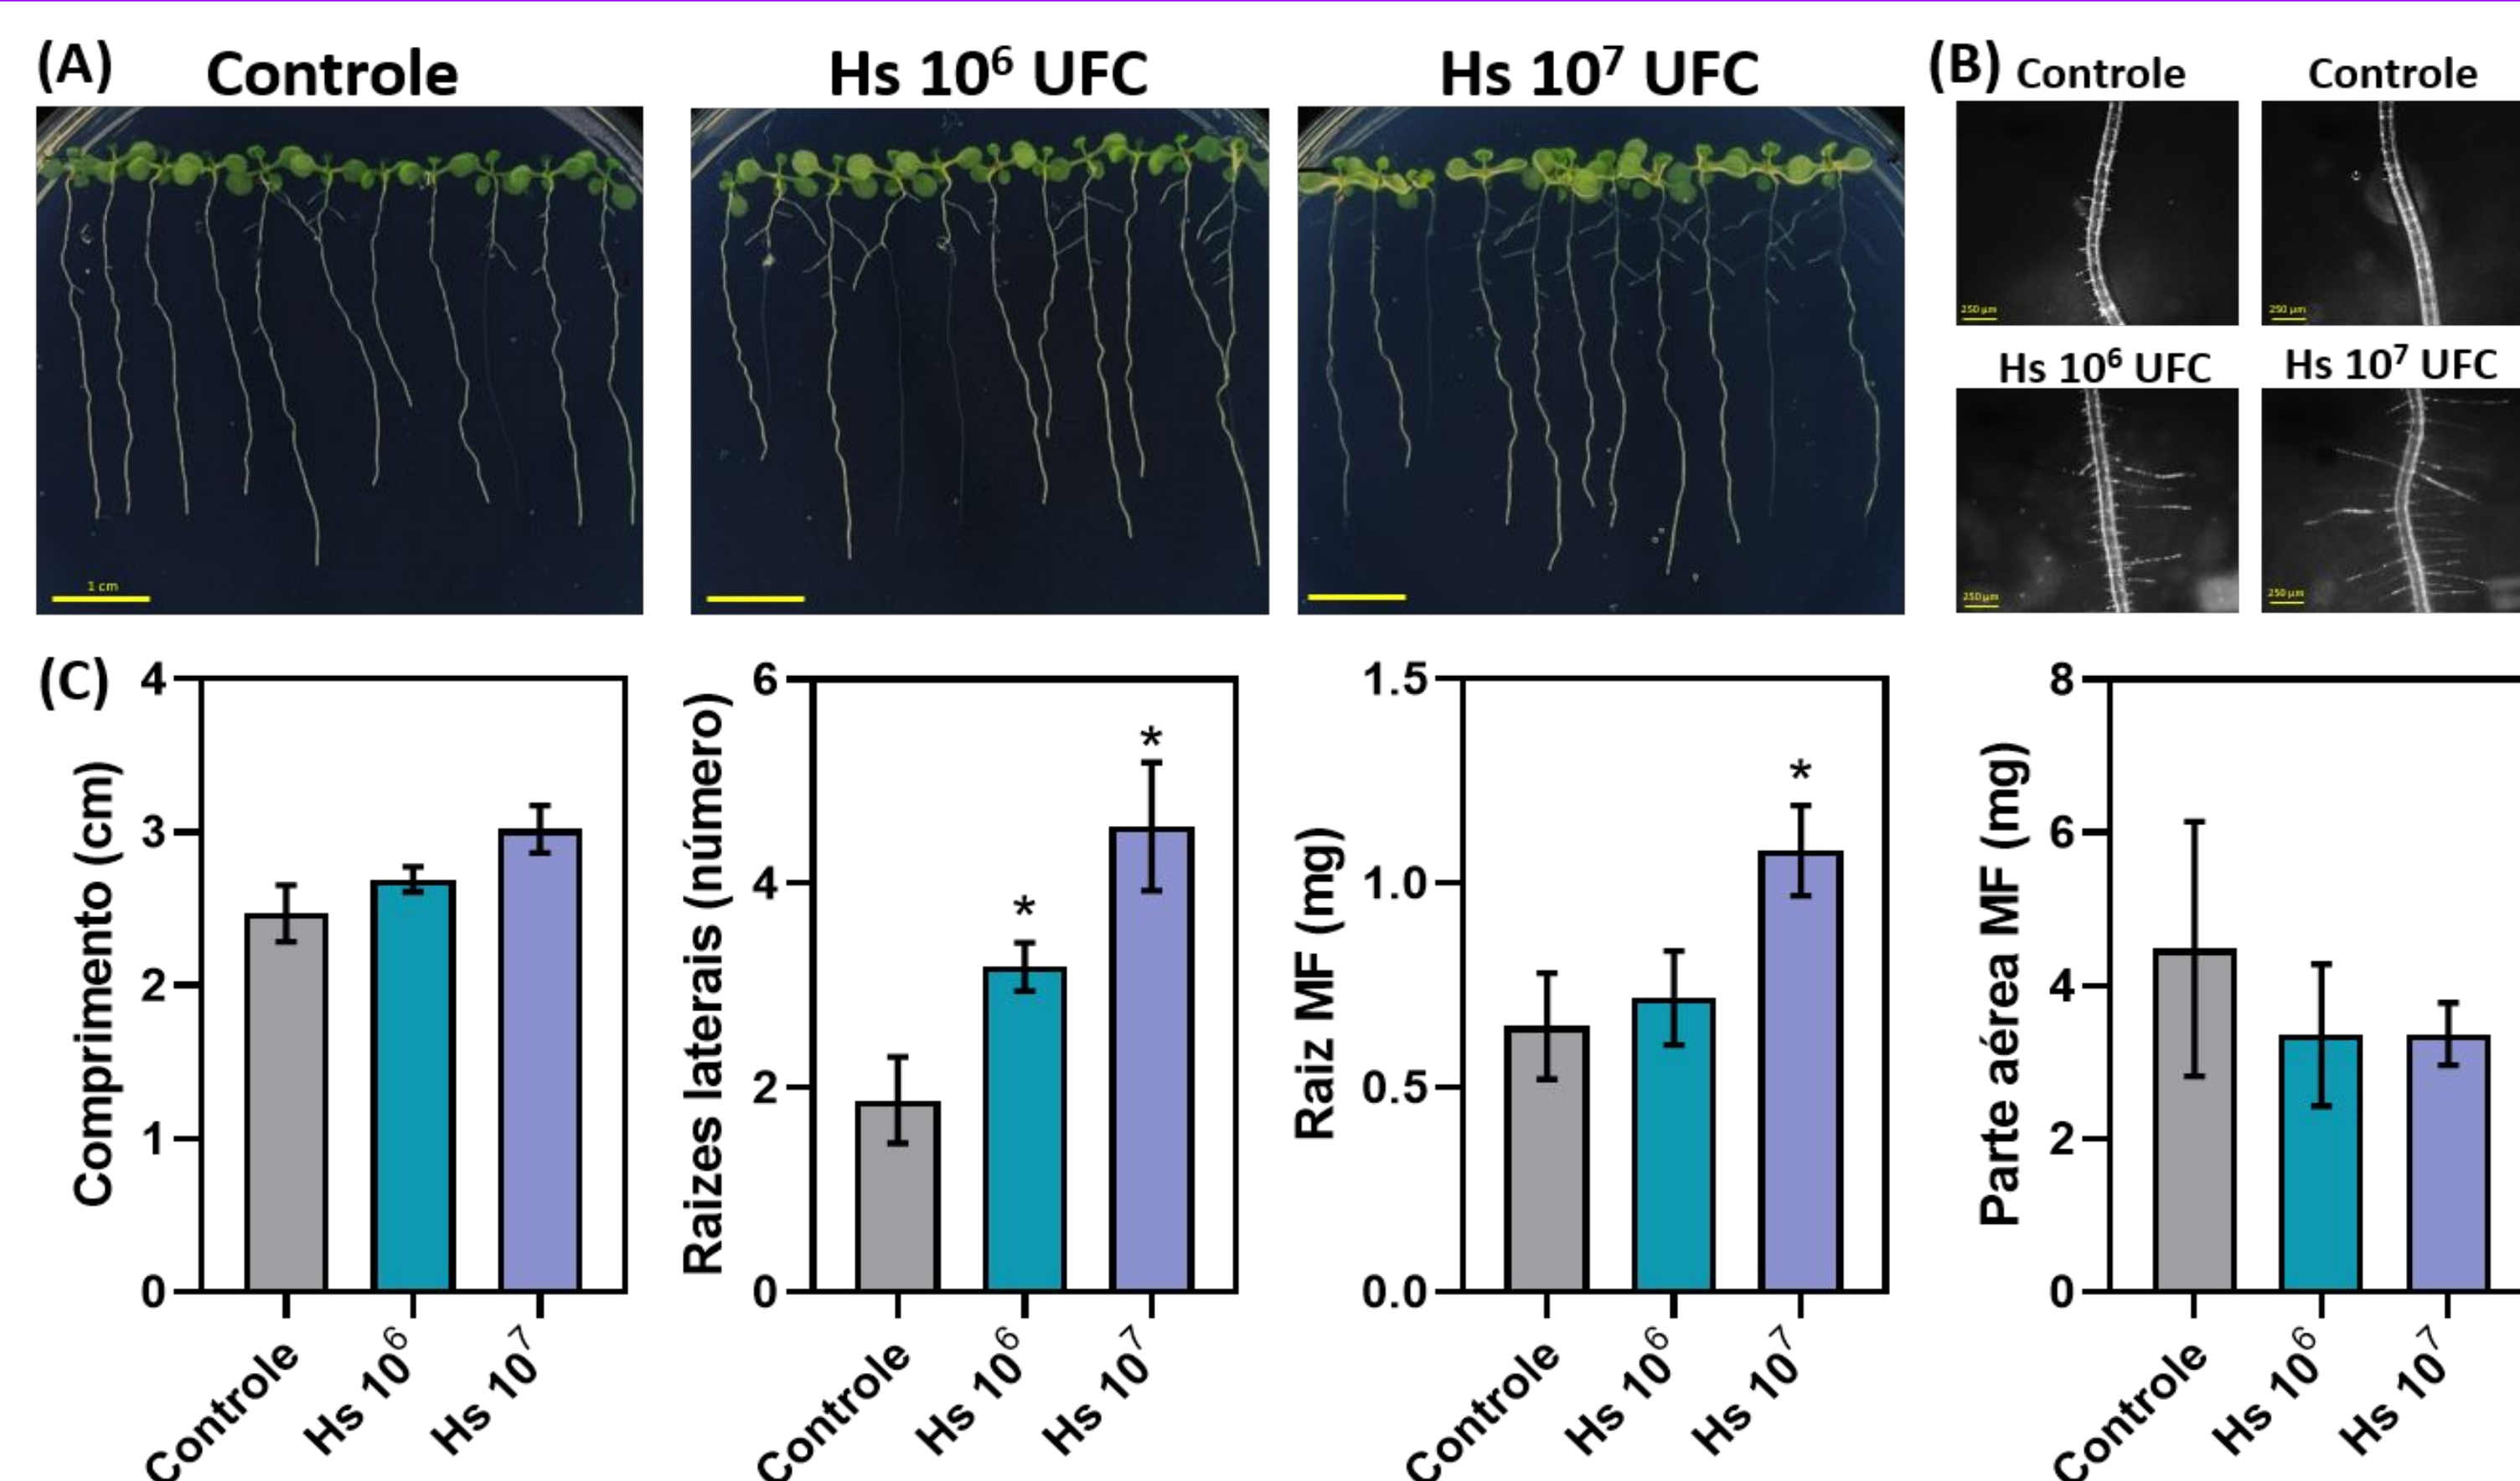 (A)
Controle
Hs 10⁶ UFC
Hs 10⁷ UFC
1 cm
(B)
Controle
Controle
250 µm
250 µm
Hs 10⁶ UFC
Hs 10⁷ UFC
250 µm
250 µm
(C)
Comprimento (cm)
4
3
2
1
0
Controle
Hs 10⁶
Hs 10⁷
Raizes laterais (número)
6
4
2
0
*
*
Controle
Hs 10⁶
Hs 10⁷
Raiz MF (mg)
1.5
1.0
0.5
0.0
*
Controle
Hs 10⁶
Hs 10⁷
Parte aérea MF (mg)
8
6
4
2
0
Controle
Hs 10⁶
Hs 10⁷